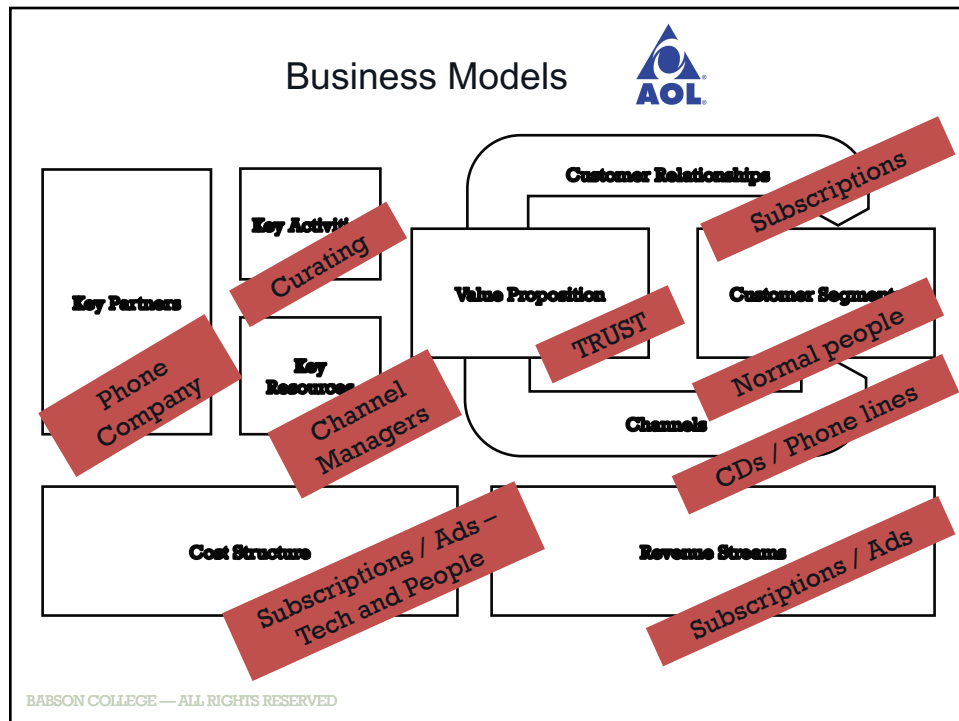 Business Models
AOL
Customer Relationships
Subscriptions
Key Partners
Phone
Company
Key Activiti
Curating
Key
Resources
Channel
Managers
Value Proposition
TRUST
Customer Segment
Normal people
Channels
CDs / Phone lines
Cost Structure
Subscriptions / Ads –
Tech and People
Revenue Streams
Subscriptions / Ads
BABSON COLLEGE — ALL RIGHTS RESERVED